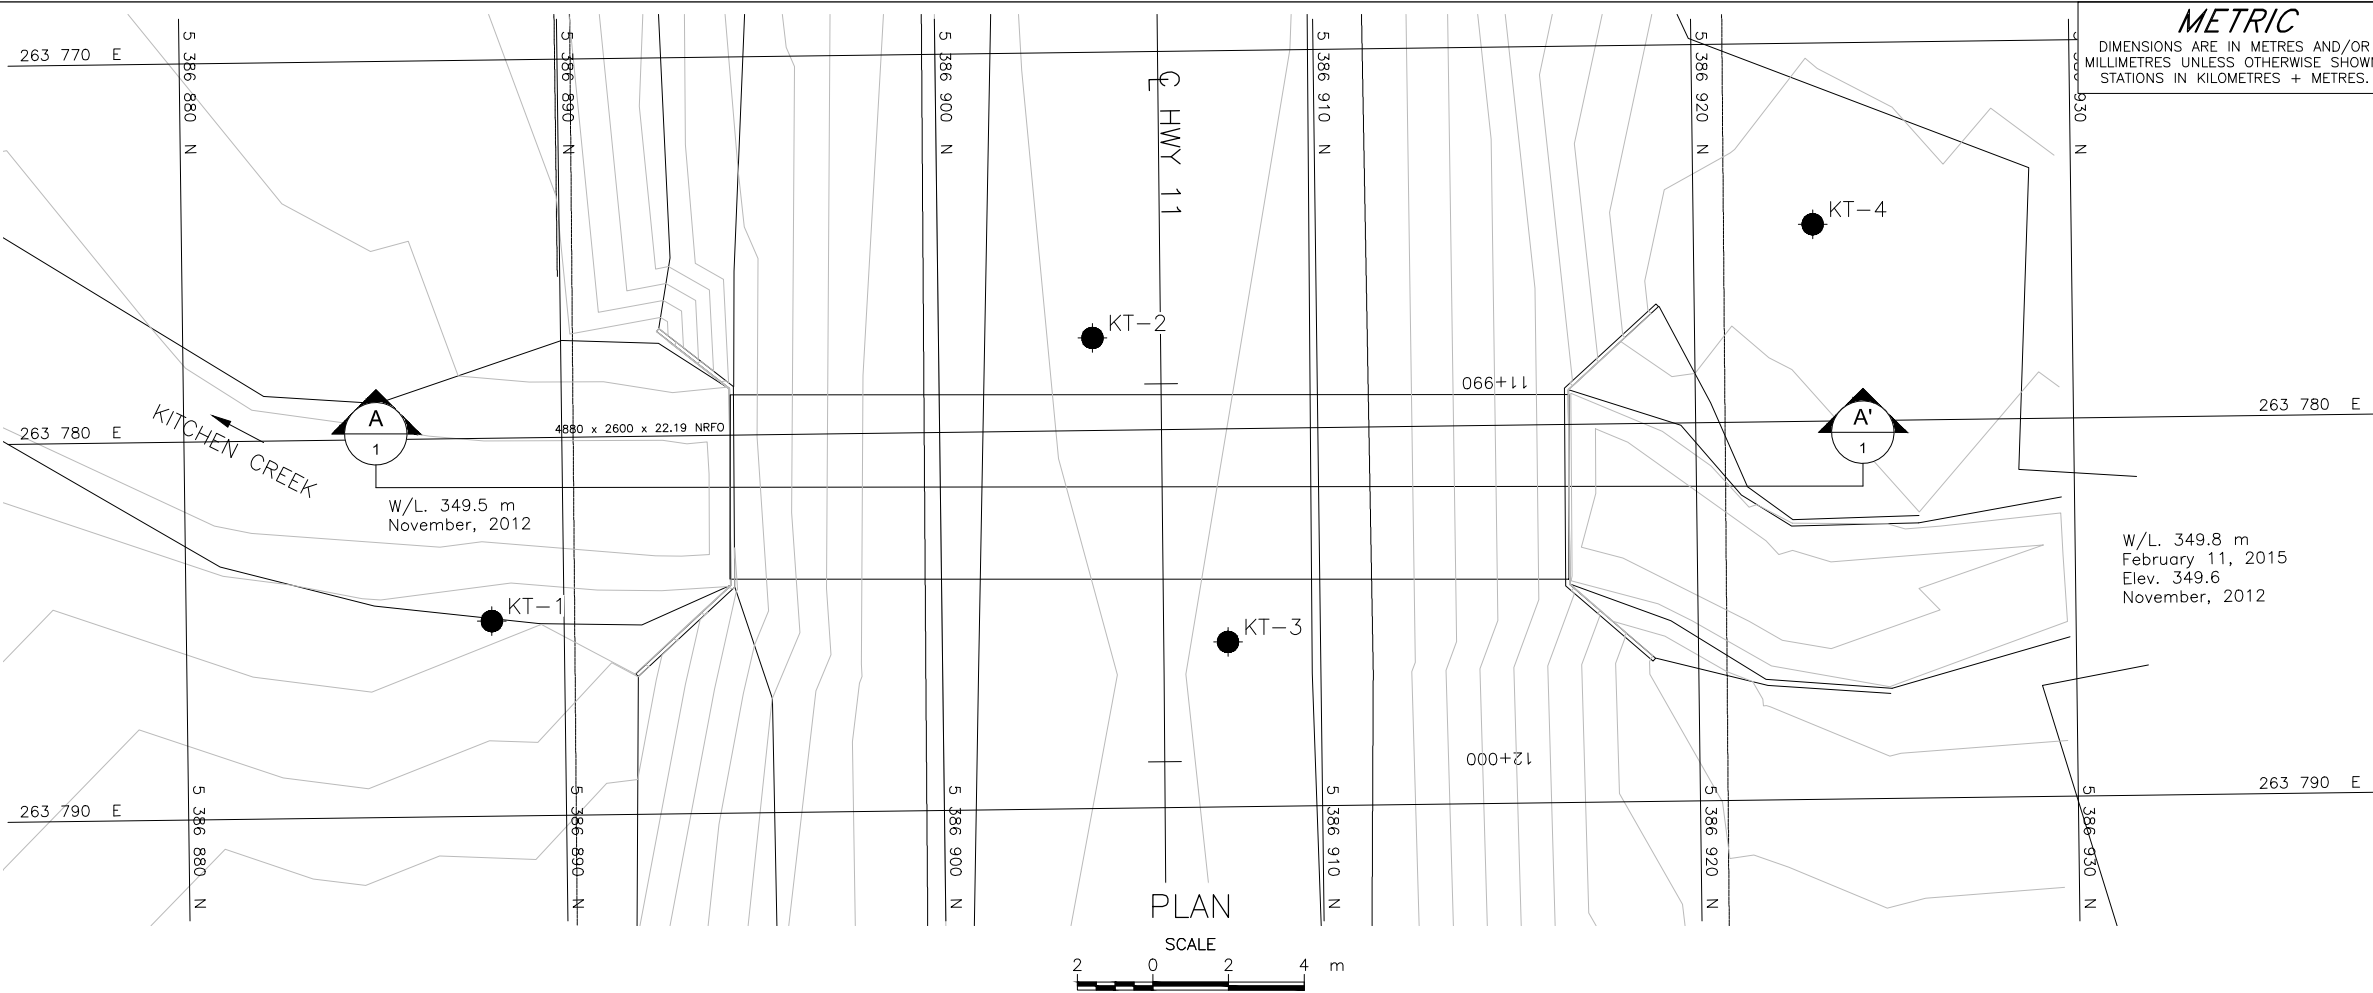 METRIC
DIMENSIONS ARE IN METRES AND/OR
MILLIMETRES UNLESS OTHERWISE SHOWN
STATIONS IN KILOMETRES + METRES.
263 770 E
5 386 880 N
5 386 890 N
5 386 900 N
5 386 910 N
5 386 920 N
930 N
℄ HWY 11
KT-4
KT-2
11+990
A
1
A'
1
263 780 E
263 780 E
4880 x 2600 x 22.19 NRFO
KITCHEN CREEK
W/L. 349.5 m
November, 2012
W/L. 349.8 m
February 11, 2015
Elev. 349.6
November, 2012
KT-1
KT-3
12+000
263 790 E
263 790 E
5 386 880 N
5 386 890 N
5 386 900 N
5 386 910 N
5 386 920 N
5 386 930 N
PLAN
SCALE
2 0 2 4 m